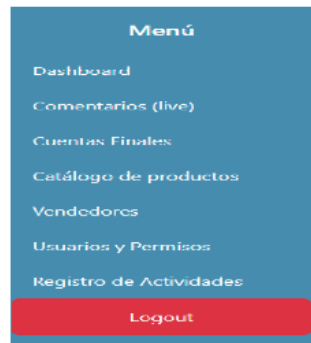 Menú
Dashboard
Comentarios (live)
Cuentas Finales
Catálogo de productos
Vendedores
Usuarios y Permisos
Registro de Actividades
Logout